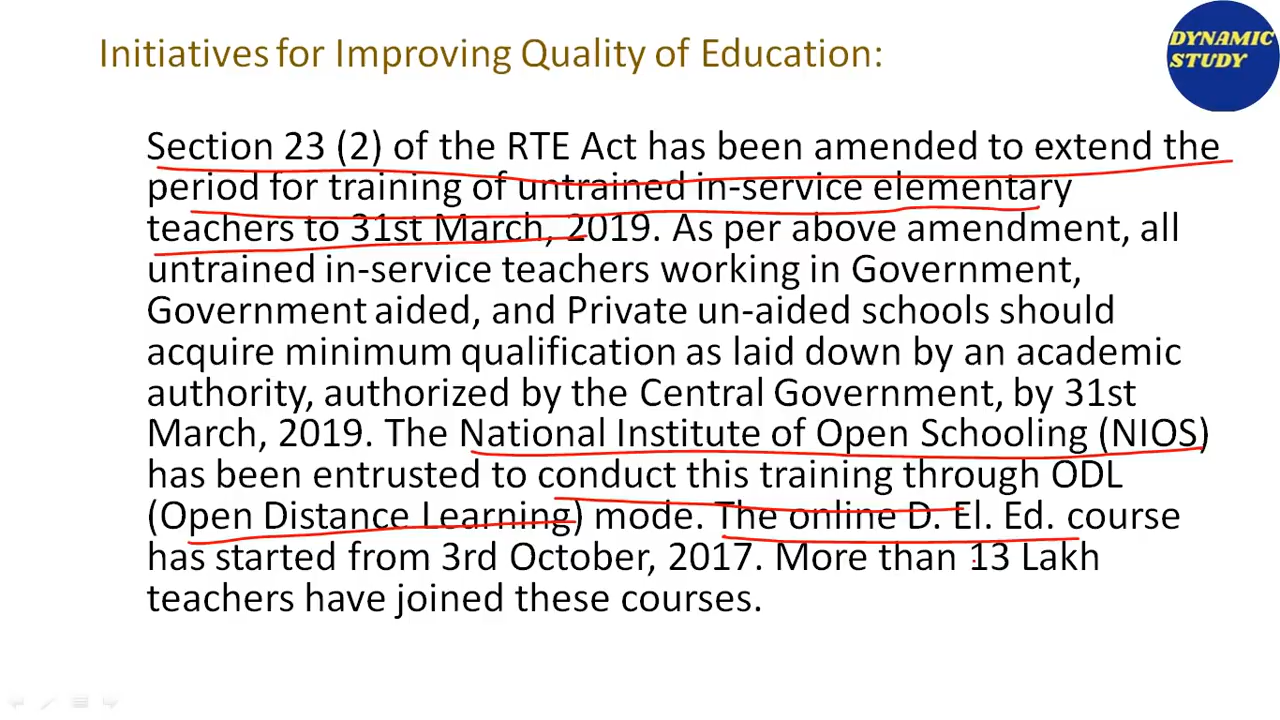 Initiatives for Improving Quality of Education:
DYNAMIC
STUDY
Section 23 (2) of the RTE Act has been amended to extend the
period for training of untrained in-service elementary
teachers to 31st March, 2019. As per above amendment, all
untrained in-service teachers working in Government,
Government aided, and Private un-aided schools should
acquire minimum qualification as laid down by an academic
authority, authorized by the Central Government, by 31st
March, 2019. The National Institute of Open Schooling (NIOS)
has been entrusted to conduct this training through ODL
(Open Distance Learning) mode. The online D. El. Ed. course
has started from 3rd October, 2017. More than 13 Lakh
teachers have joined these courses.